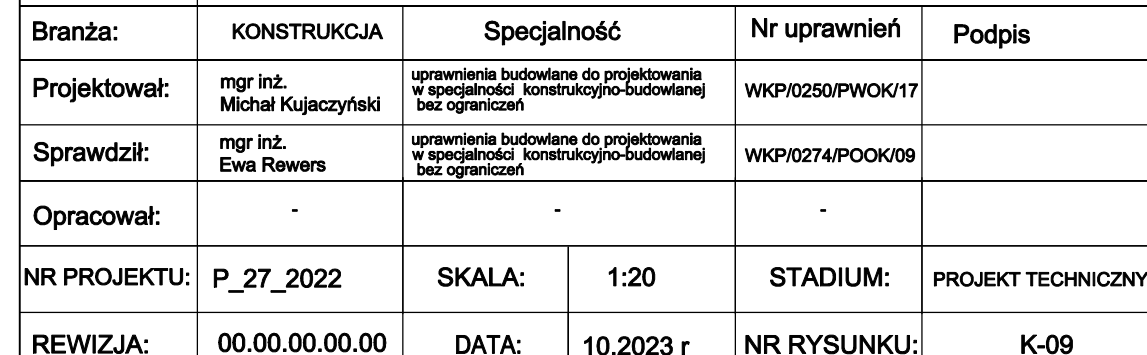 Branża: KONSTRUKCJA Specjalność Nr uprawnień Podpis
Projektował: mgr inż.
Michał Kujaczyński
uprawnienia budowlane do projektowania
w specjalności konstrukcyjno-budowlanej
bez ograniczeń
WKP/0250/PWOK/17
Sprawdził: mgr inż.
Ewa Rewers
uprawnienia budowlane do projektowania
w specjalności konstrukcyjno-budowlanej
bez ograniczeń
WKP/0274/POOK/09
Opracował: - - -
NR PROJEKTU: P_27_2022 SKALA: 1:20 STADIUM: PROJEKT TECHNICZNY
REWIZJA: 00.00.00.00.00 DATA: 10.2023 r NR RYSUNKU: K-09